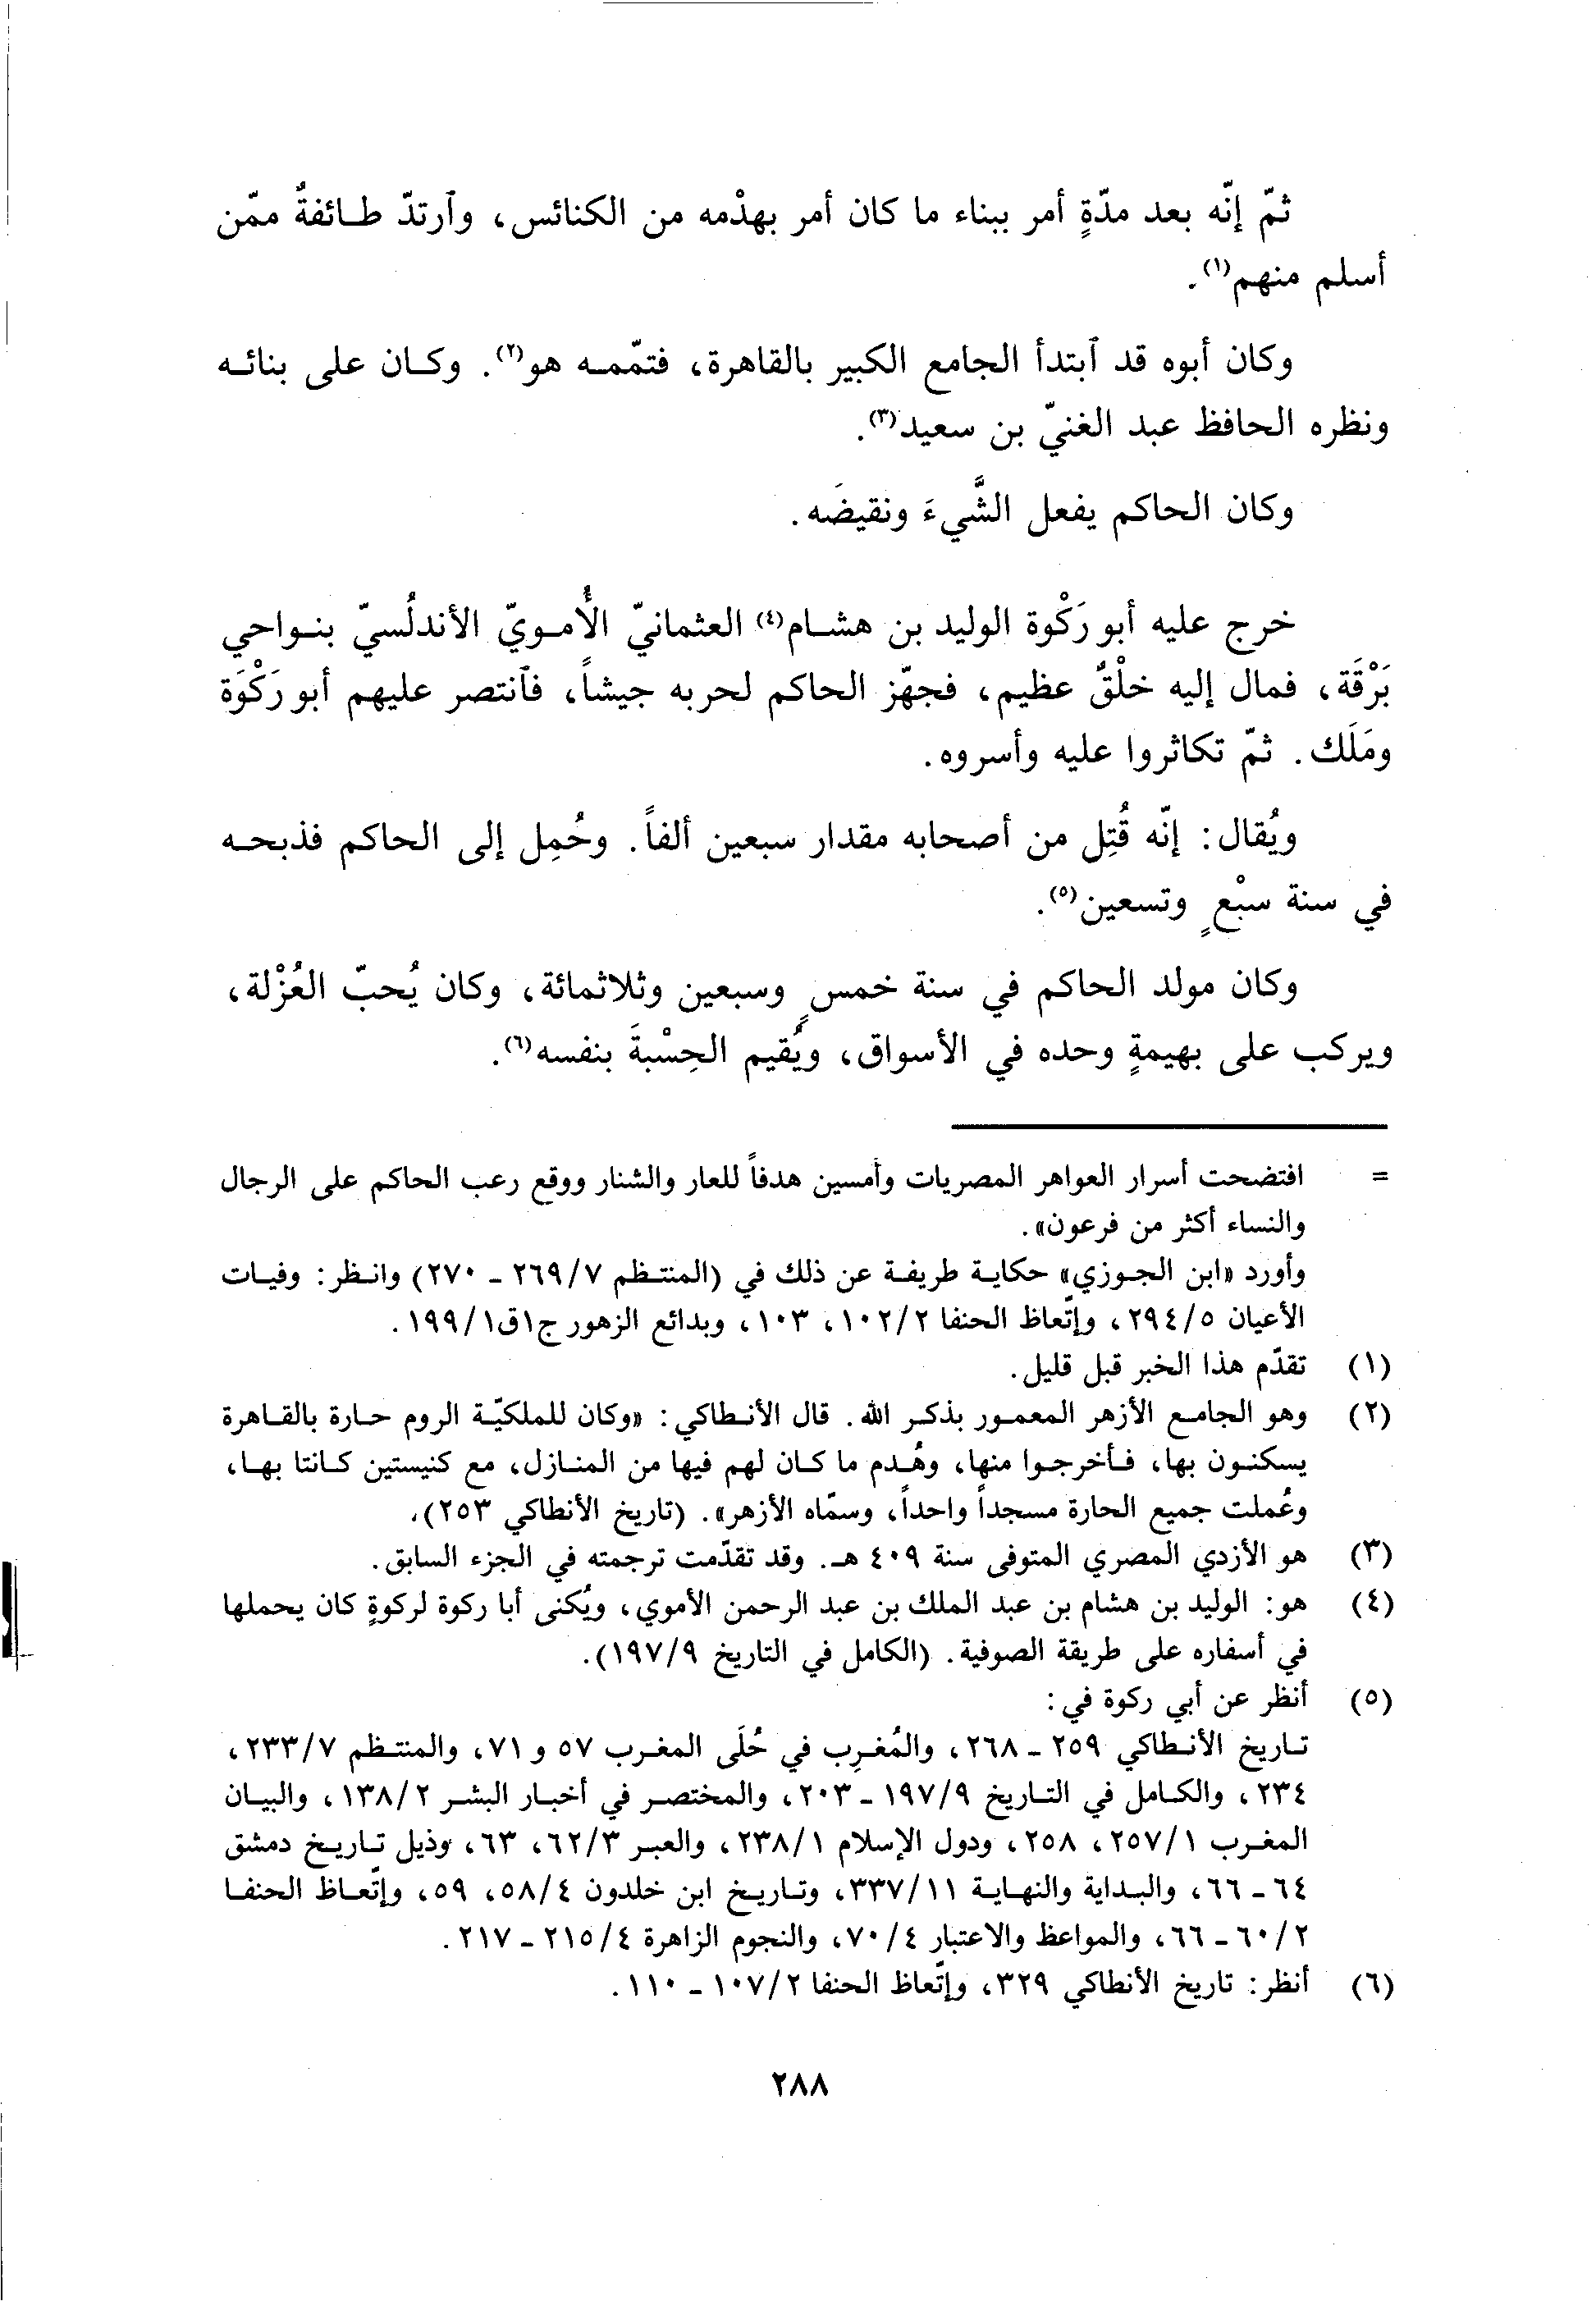 ثمّ إنّه بعد مدّةٍ أمر ببناء ما كان أمر بهدْمه من الكنائس، وٱرتدّ طائفةٌ ممّن
أسلم منهم(١).
وكان أبوه قد ٱبتدأ الجامع الكبير بالقاهرة، فتمّمه هو(٢). وكان على بنائه
ونظره الحافظ عبد الغنيّ بن سعيد(٣).
وكان الحاكم يفعل الشَّيءَ ونقيضَه.
خرج عليه أبو رَكْوة الوليد بن هشام(٤) العثمانيّ الأُمويّ الأندلُسيّ بنواحي
بَرْقَة، فمال إليه خلْقٌ عظيم، فجهّز الحاكم لحربه جيشاً، فٱنتصر عليهم أبو رَكْوَة
ومَلَك. ثمّ تكاثروا عليه وأسروه.
ويُقال: إنّه قُتِل من أصحابه مقدار سبعين ألفاً. وحُمِل إلى الحاكم فذبحه
في سنة سبْعٍ وتسعين(٥).
وكان مولد الحاكم في سنة خمسٍ وسبعين وثلاثمائة، وكان يُحبّ العُزْلة،
ويركب على بهيمةٍ وحده في الأسواق، ويُقيم الحِسْبةَ بنفسه(٦).
= افتضحت أسرار العواهر المصريات وأمسين هدفاً للعار والشنار ووقع رعب الحاكم على الرجال
والنساء أكثر من فرعون».
وأورد «ابن الجوزي» حكاية طريفة عن ذلك في (المنتظم ٢٦٩/٧ - ٢٧٠) وانظر: وفيات
الأعيان ٢٩٤/٥، وإتّعاظ الحنفا ١٠٢/٢، ١٠٣، وبدائع الزهور ج١ق١٩٩/١.
(١) تقدّم هذا الخبر قبل قليل.
(٢) وهو الجامع الأزهر المعمور بذكر الله. قال الأنطاكي: «وكان للملكيّة الروم حارة بالقاهرة
يسكنون بها، فأخرجوا منها، وهُدم ما كان لهم فيها من المنازل، مع كنيستين كانتا بها،
وعُملت جميع الحارة مسجداً واحداً، وسمّاه الأزهر». (تاريخ الأنطاكي ٢٥٣).
(٣) هو الأزدي المصري المتوفى سنة ٤٠٩ هـ. وقد تقدّمت ترجمته في الجزء السابق.
(٤) هو: الوليد بن هشام بن عبد الملك بن عبد الرحمن الأموي، ويُكنى أبا ركوة لركوةٍ كان يحملها
في أسفاره على طريقة الصوفية. (الكامل في التاريخ ١٩٧/٩).
(٥) أنظر عن أبي ركوة في:
تاريخ الأنطاكي ٢٥٩ - ٢٦٨، والمُغرِب في حُلَى المغرب ٥٧ و ٧١، والمنتظم ٢٣٣/٧،
٢٣٤، والكامل في التاريخ ١٩٧/٩ - ٢٠٣، والمختصر في أخبار البشر ١٣٨/٢، والبيان
المغرب ٢٥٧/١، ٢٥٨، ودول الإسلام ٢٣٨/١، والعبر ٦٢/٣، ٦٣، وذيل تاريخ دمشق
٦٤ - ٦٦، والبداية والنهاية ٣٣٧/١١، وتاريخ ابن خلدون ٥٨/٤، ٥٩، وإتّعاظ الحنفا
٦٠/٢ - ٦٦، والمواعظ والاعتبار ٧٠/٤، والنجوم الزاهرة ٢١٥/٤ - ٢١٧.
(٦) أنظر: تاريخ الأنطاكي ٣٢٩، وإتّعاظ الحنفا ١٠٧/٢ - ١١٠.
٢٨٨